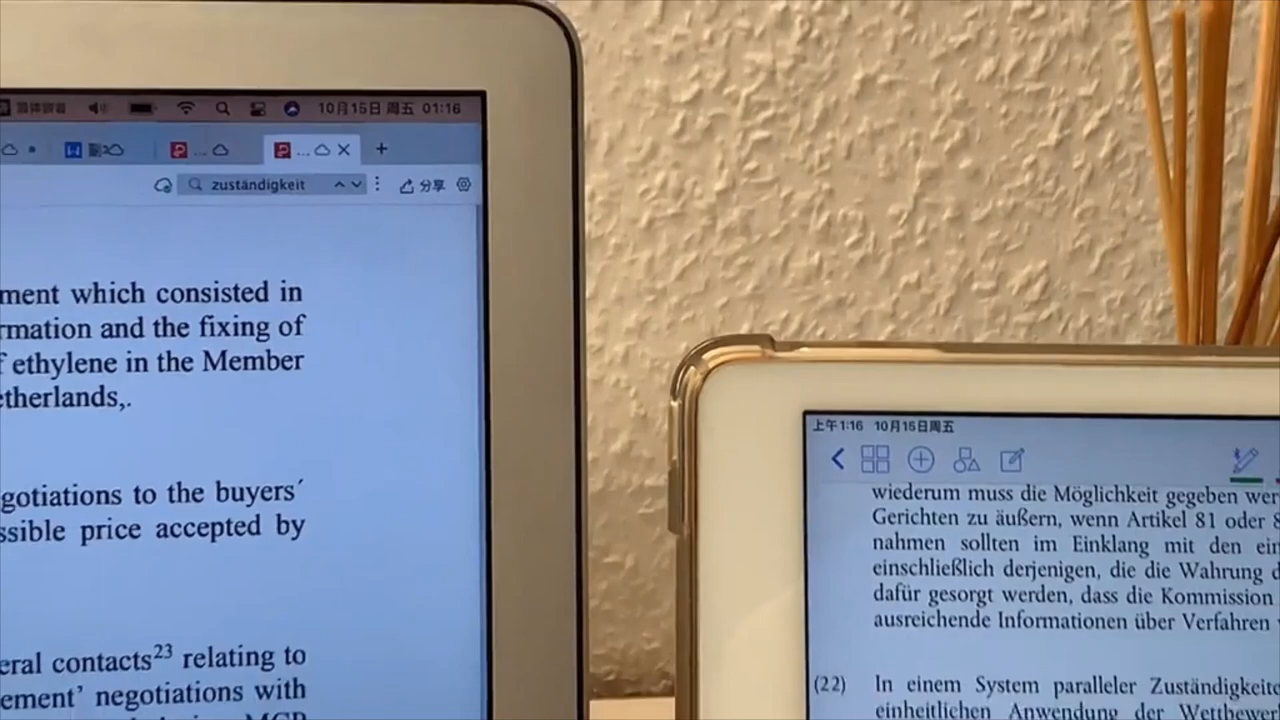 10月15日 周五 01:16
... 
... 
zuständigkeit
分享
ment which consisted in
rmation and the fixing of
f ethylene in the Member
etherlands,.
gotiations to the buyers´
ssible price accepted by
eral contacts23 relating to
ement’ negotiations with
MCP
上午1:16 10月15日周五
wiederum muss die Möglichkeit gegeben wer
Gerichten zu äußern, wenn Artikel 81 oder 8
nahmen sollten im Einklang mit den ein
einschließlich derjenigen, die die Wahrung d
dafür gesorgt werden, dass die Kommission
ausreichende Informationen über Verfahren
(22) In einem System paralleler Zuständigkeite
einheitlichen Anwendung der Wettbewer